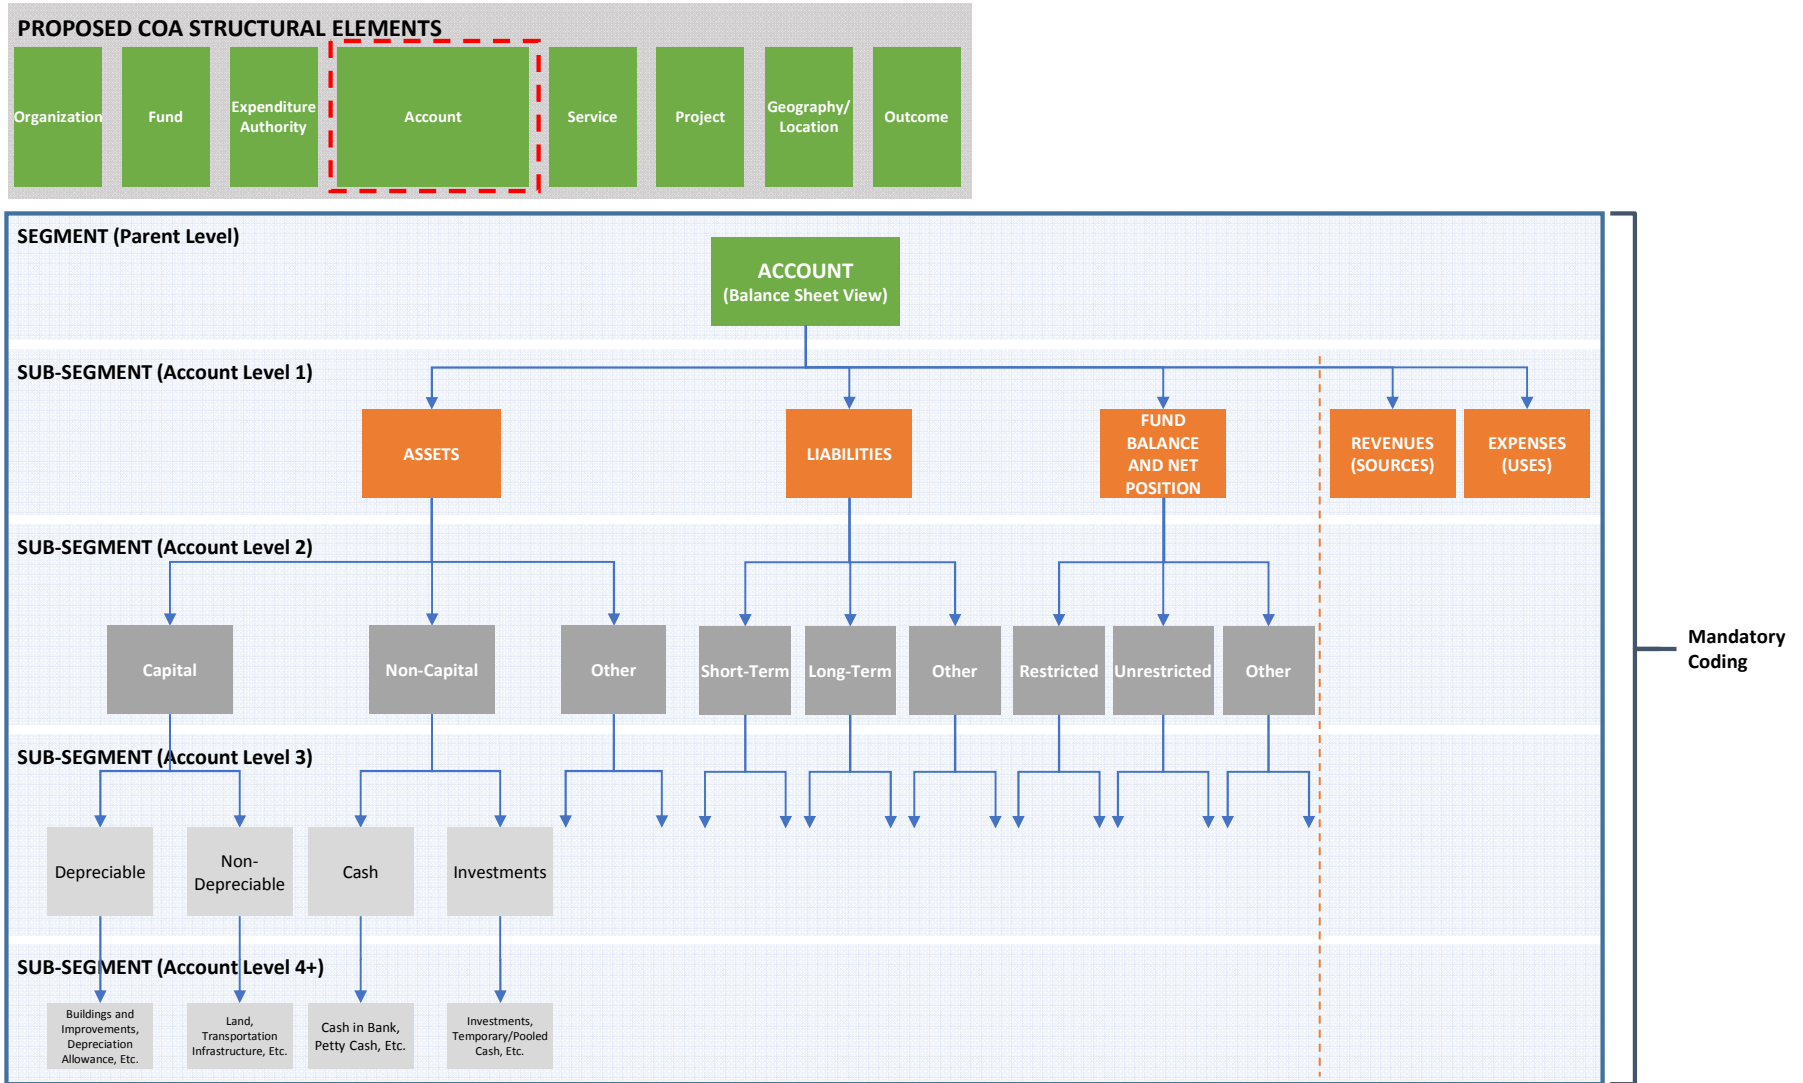 PROPOSED COA STRUCTURAL ELEMENTS
Organization
Fund
Expenditure
Authority
Account
Service
Project
Geography/
Location
Outcome
SEGMENT (Parent Level)
ACCOUNT
(Balance Sheet View)
SUB-SEGMENT (Account Level 1)
ASSETS
LIABILITIES
FUND
BALANCE
AND NET
POSITION
REVENUES
(SOURCES)
EXPENSES
(USES)
SUB-SEGMENT (Account Level 2)
Capital
Non-Capital
Other
Short-Term
Long-Term
Other
Restricted
Unrestricted
Other
Mandatory
Coding
SUB-SEGMENT (Account Level 3)
Depreciable
Non-
Depreciable
Cash
Investments
SUB-SEGMENT (Account Level 4+)
Buildings and
Improvements,
Depreciation
Allowance, Etc.
Land,
Transportation
Infrastructure, Etc.
Cash in Bank,
Petty Cash, Etc.
Investments,
Temporary/Pooled
Cash, Etc.